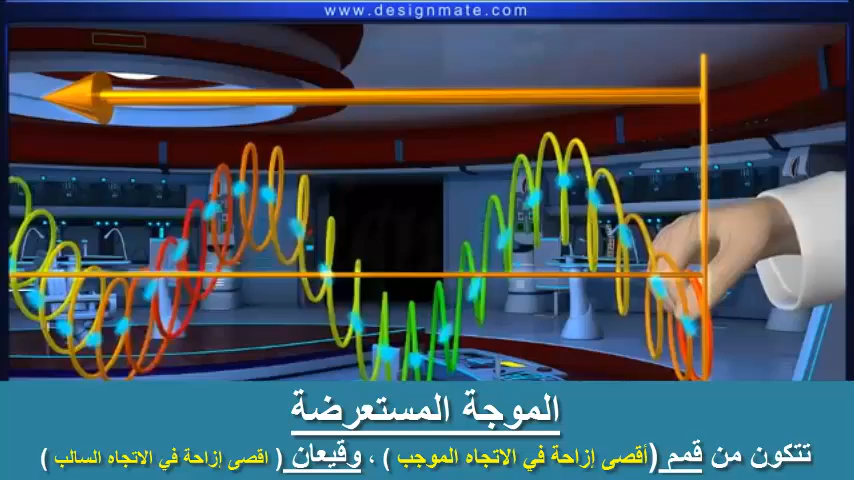 www.designmate.com
الموجة المستعرضة
تتكون من قمم (أقصى إزاحة في الاتجاه الموجب ) ، وقيعان ( اقصى إزاحة في الاتجاه السالب )